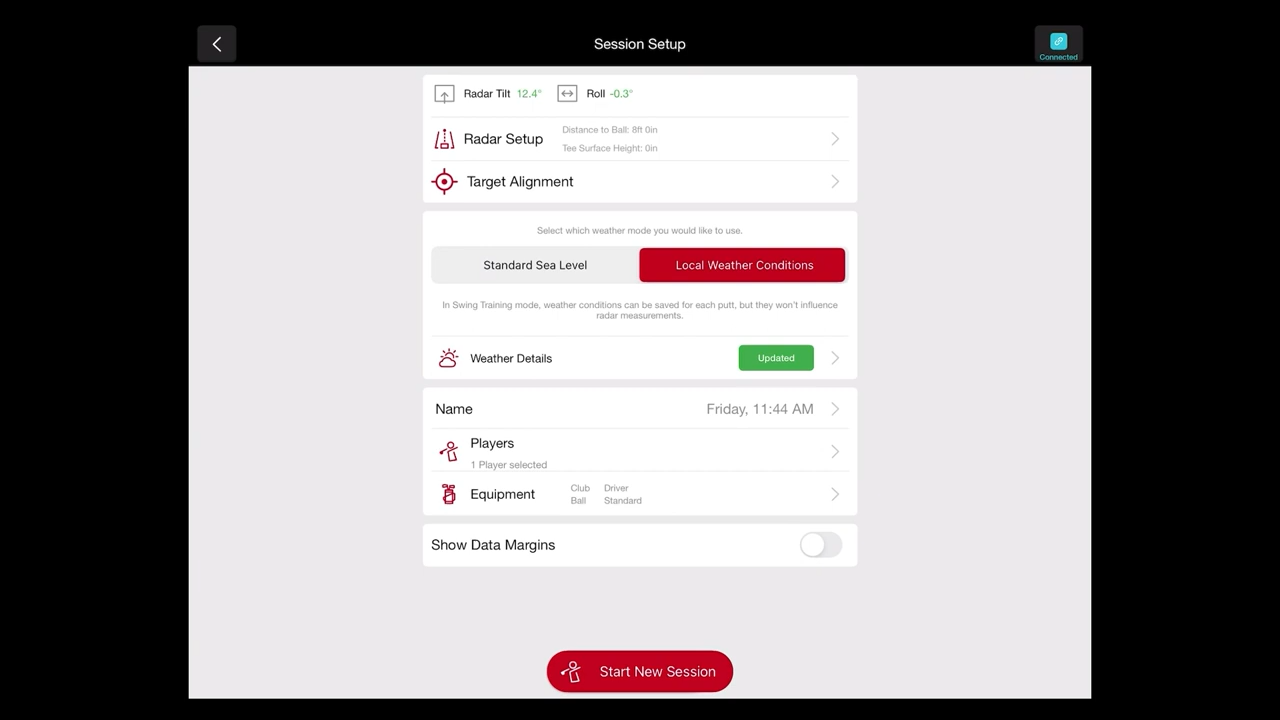 Session Setup
Connected
Radar Tilt 12.4° Roll -0.3°
Radar Setup
Distance to Ball: 8ft 0in
Tee Surface Height: 0in
Target Alignment
Select which weather mode you would like to use.
Standard Sea Level
Local Weather Conditions
In Swing Training mode, weather conditions can be saved for each putt, but they won't influence
radar measurements.
Weather Details
Updated
Name
Friday, 11:44 AM
Players
1 Player selected
Equipment
Club Driver
Ball Standard
Show Data Margins
Start New Session